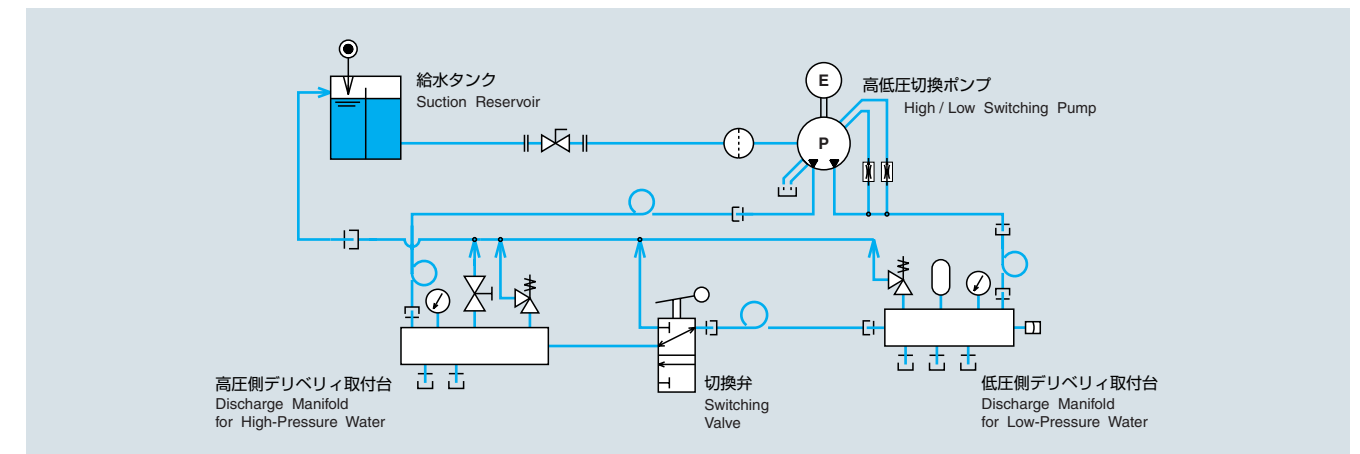 給水タンク
Suction Reservoir
E
高低圧切換ポンプ
High / Low Switching Pump
P
高圧側デリベリィ取付台
Discharge Manifold
for High-Pressure Water
切換弁
Switching
Valve
低圧側デリベリィ取付台
Discharge Manifold
for Low-Pressure Water